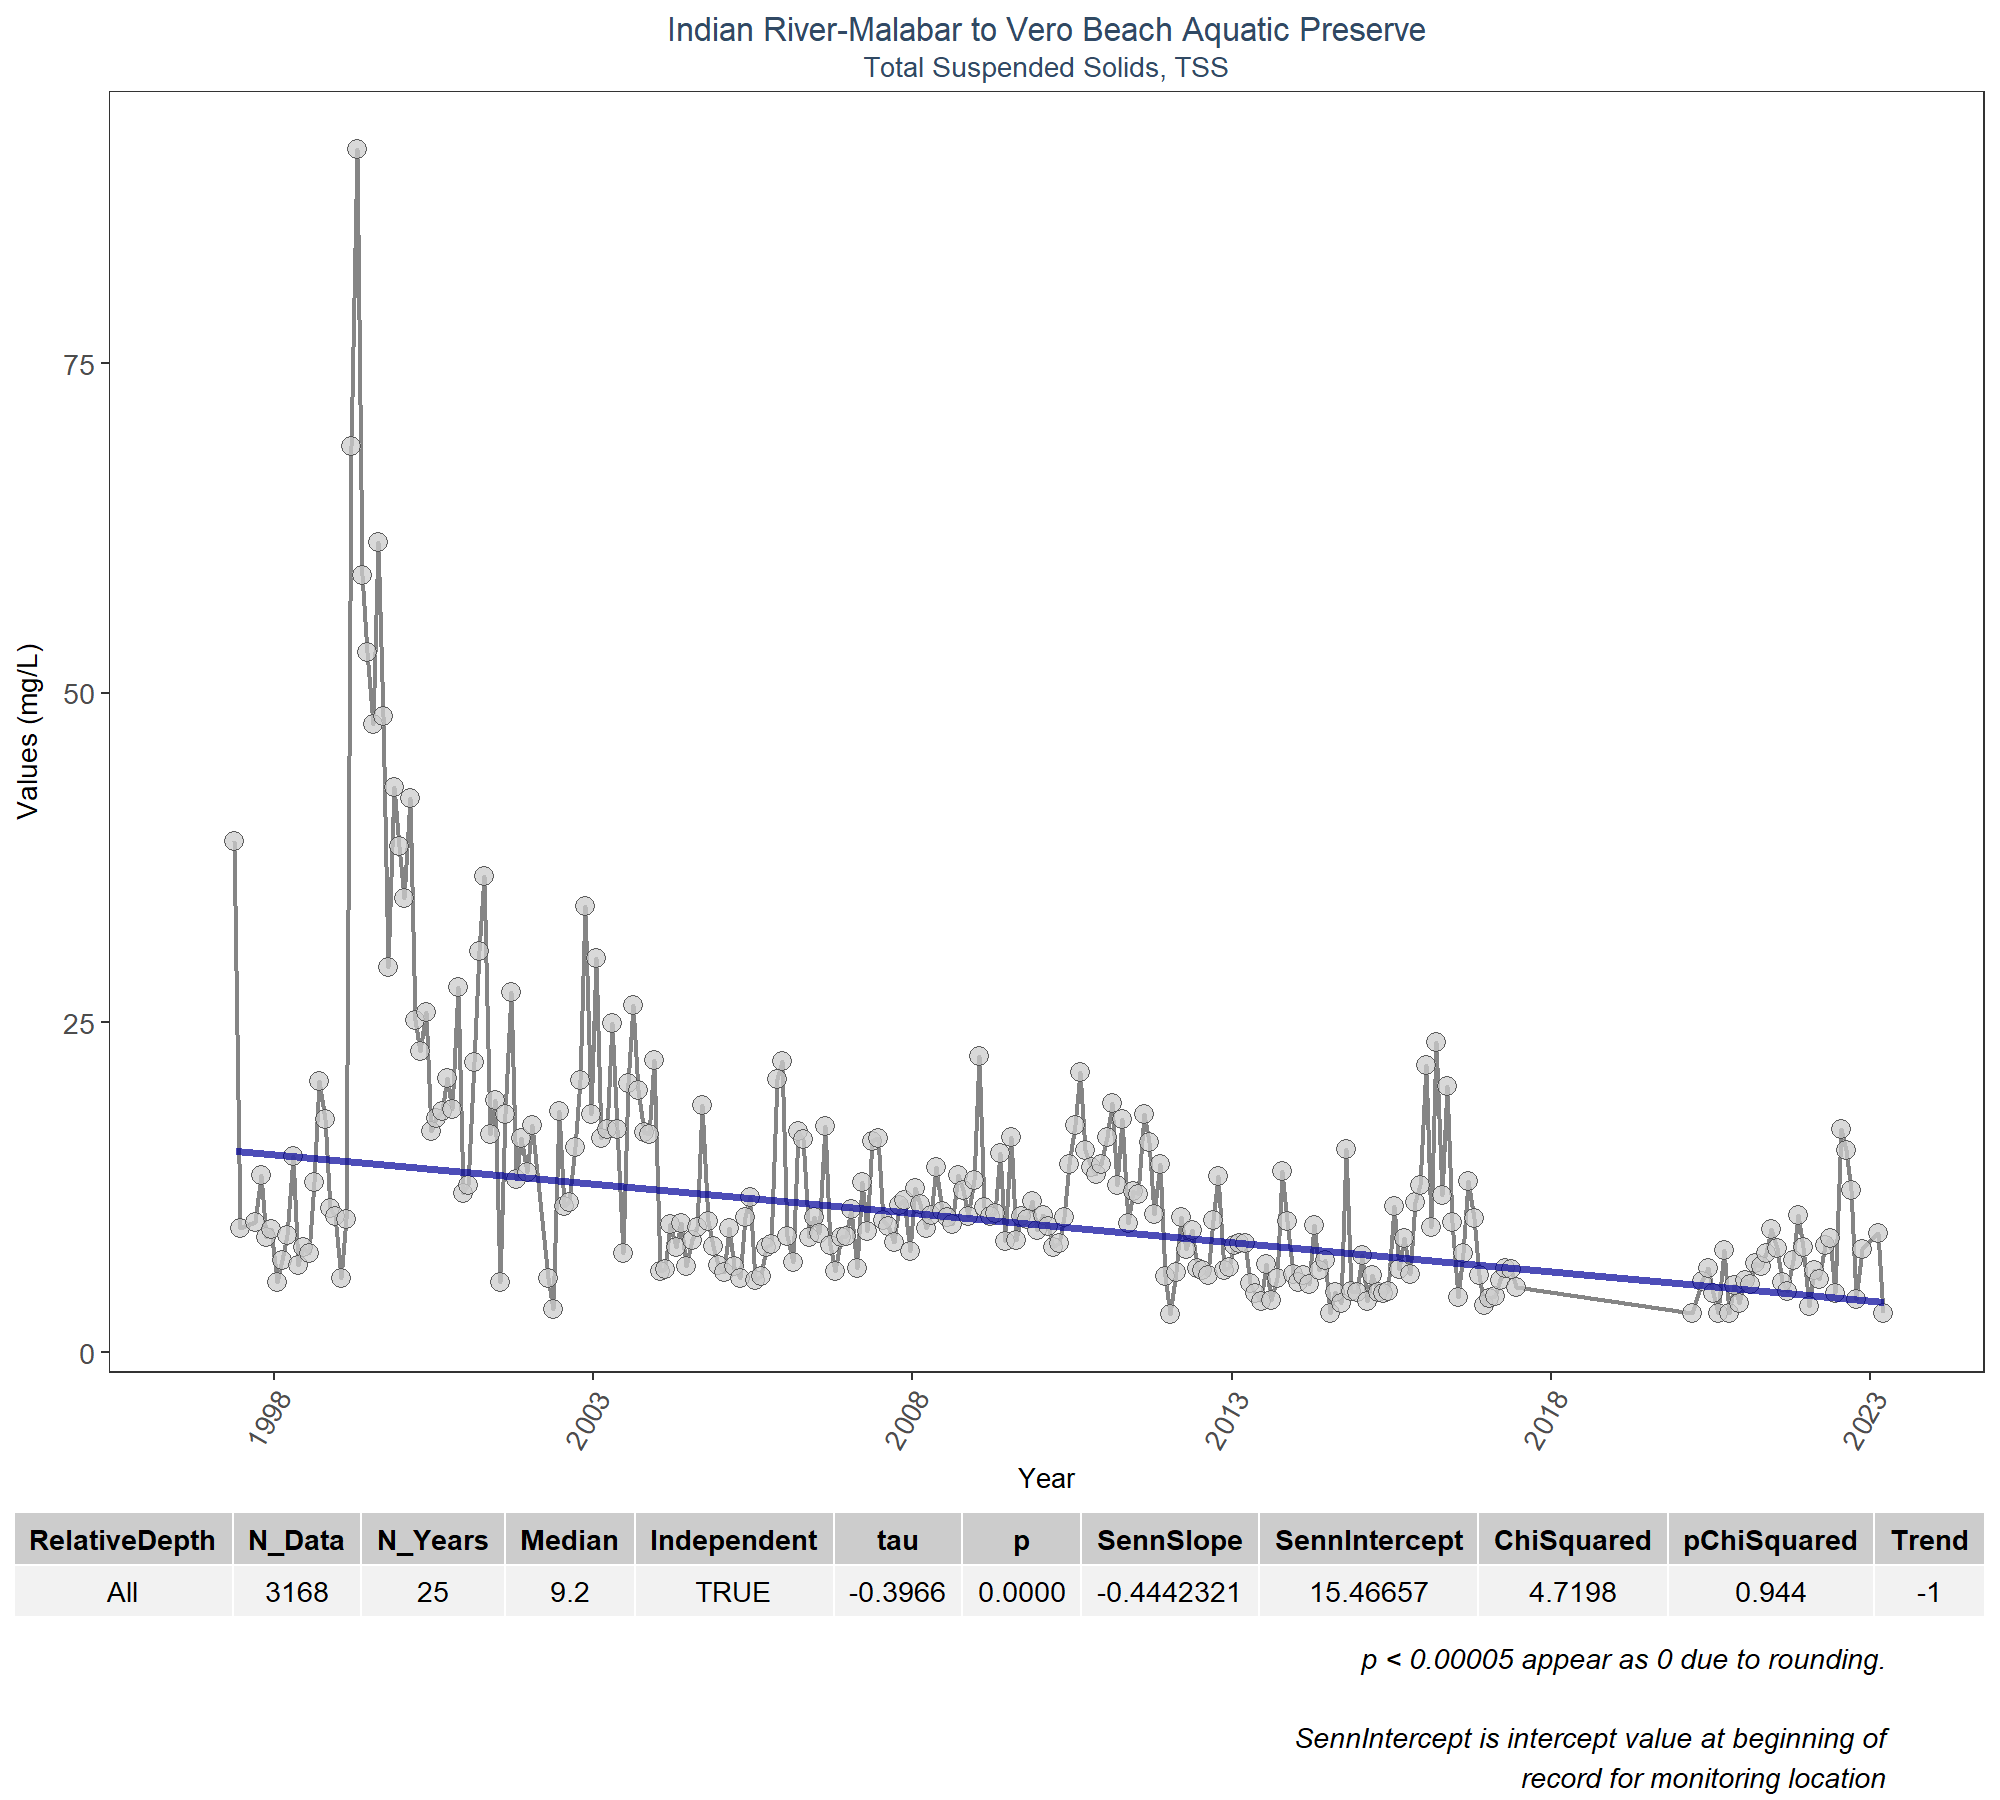 Indian River-Malabar to Vero Beach Aquatic Preserve
Total Suspended Solids, TSS
Values (mg/L)
75
50
25
0
1998 2003 2008 2013 2018 2023
Year
RelativeDepth N_Data N_Years Median Independent tau p SennSlope SennIntercept ChiSquared pChiSquared Trend
All 3168 25 9.2 TRUE -0.3966 0.0000 -0.4442321 15.46657 4.7198 0.944 -1
p < 0.00005 appear as 0 due to rounding.
SennIntercept is intercept value at beginning of
record for monitoring location